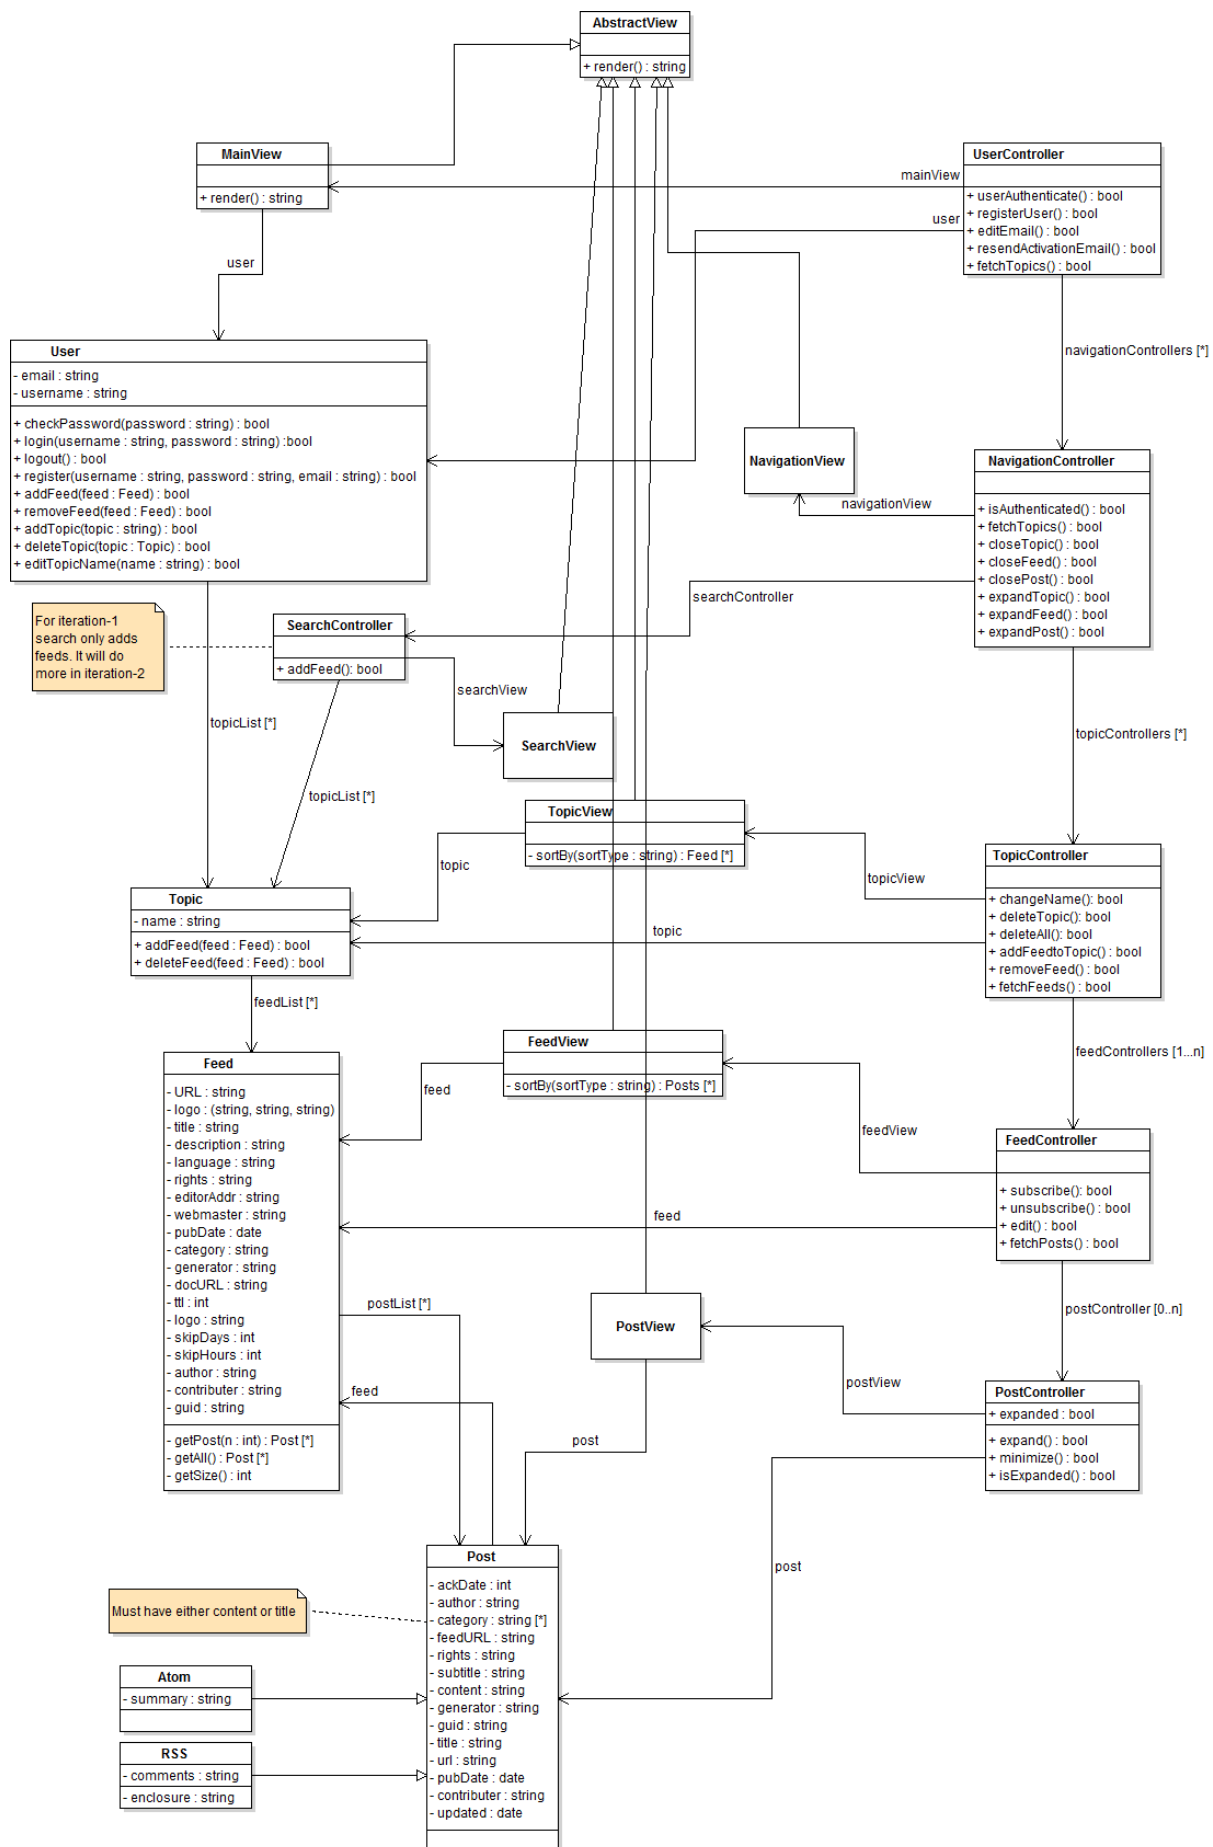 AbstractView
+ render() : string
MainView
+ render() : string
UserController
+ userAuthenticate() : bool
+ registerUser() : bool
+ editEmail() : bool
+ resendActivationEmail() : bool
+ fetchTopics() : bool
mainView
user
user
navigationControllers [*]
User
- email : string
- username : string
+ checkPassword(password : string) : bool
+ login(username : string, password : string) :bool
+ logout() : bool
+ register(username : string, password : string, email : string) : bool
+ addFeed(feed : Feed) : bool
+ removeFeed(feed : Feed) : bool
+ addTopic(topic : string) : bool
+ deleteTopic(topic : Topic) : bool
+ editTopicName(name : string) : bool
NavigationView
navigationView
NavigationController
+ isAuthenticated() : bool
+ fetchTopics() : bool
+ closeTopic() : bool
+ closeFeed() : bool
+ closePost() : bool
+ expandTopic() : bool
+ expandFeed() : bool
+ expandPost() : bool
searchController
For iteration-1
search only adds
feeds. It will do
more in iteration-2
SearchController
+ addFeed(): bool
searchView
SearchView
topicList [*]
topicList [*]
topicControllers [*]
TopicView
- sortBy(sortType : string) : Feed [*]
topic
topicView
topic
TopicController
+ changeName(): bool
+ deleteTopic(): bool
+ deleteAll(): bool
+ addFeedtoTopic() : bool
+ removeFeed() : bool
+ fetchFeeds() : bool
Topic
- name : string
+ addFeed(feed : Feed) : bool
+ deleteFeed(feed : Feed) : bool
feedList [*]
feedControllers [1...n]
Feed
- URL : string
- logo : (string, string, string)
- title : string
- description : string
- language : string
- rights : string
- editorAddr : string
- webmaster : string
- pubDate : date
- category : string
- generator : string
- docURL : string
- ttl : int
- logo : string
- skipDays : int
- skipHours : int
- author : string
- contributer : string
- guid : string
- getPost(n : int) : Post [*]
- getAll() : Post [*]
- getSize() : int
FeedView
- sortBy(sortType : string) : Posts [*]
feed
feedView
feed
FeedController
+ subscribe(): bool
+ unsubscribe() : bool
+ edit() : bool
+ fetchPosts() : bool
postList [*]
feed
PostView
postView
post
postController [0..n]
PostController
+ expanded : bool
+ expand() : bool
+ minimize() : bool
+ isExpanded() : bool
post
Post
- ackDate : int
- author : string
- category : string [*]
- feedURL : string
- rights : string
- subtitle : string
- content : string
- generator : string
- guid : string
- title : string
- url : string
- pubDate : date
- contributer : string
- updated : date
Must have either content or title
Atom
- summary : string
RSS
- comments : string
- enclosure : string